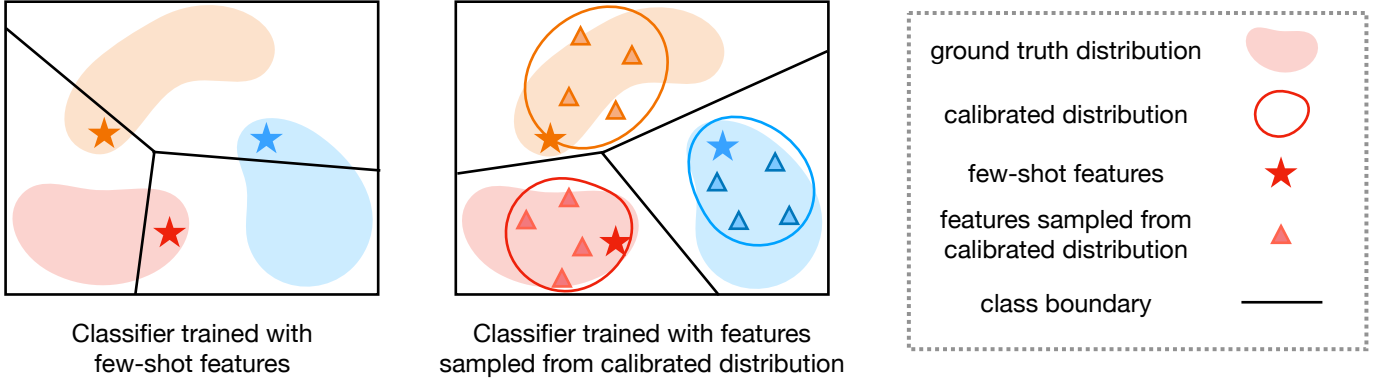 Classifier trained with
few-shot features
Classifier trained with features
sampled from calibrated distribution
ground truth distribution
calibrated distribution
few-shot features
features sampled from
calibrated distribution
class boundary